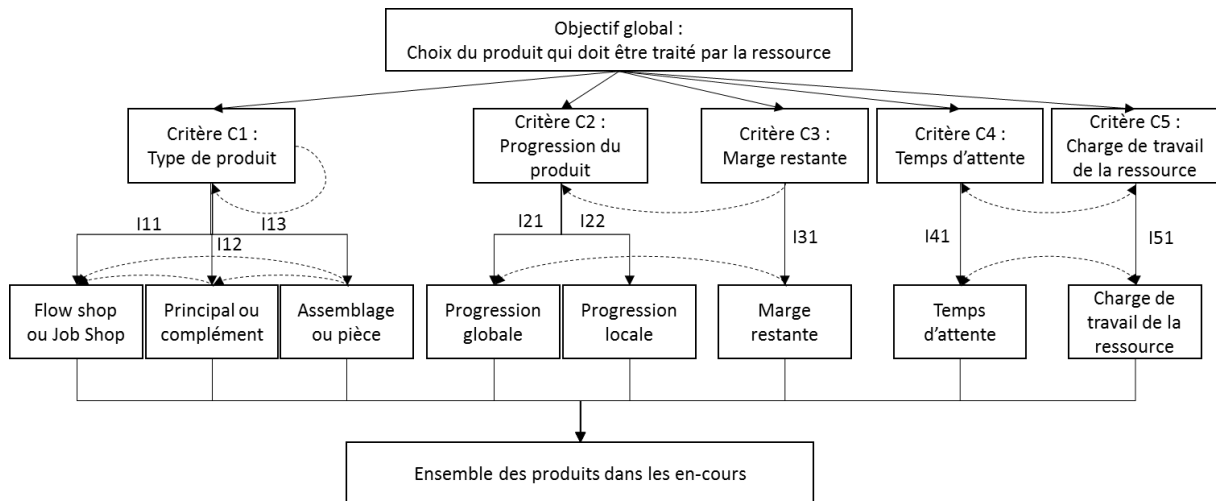 Objectif global :
Choix du produit qui doit être traité par la ressource
Critère C1 :
Type de produit
Critère C2 :
Progression du
produit
Critère C3 :
Marge restante
Critère C4 :
Temps d'attente
Critère C5 :
Charge de travail
de la ressource
I11
I12
I13
I21
I22
I31
I41
I51
Flow shop
ou Job Shop
Principal ou
complément
Assemblage
ou pièce
Progression
globale
Progression
locale
Marge
restante
Temps
d'attente
Charge de
travail de la
ressource
Ensemble des produits dans les en-cours